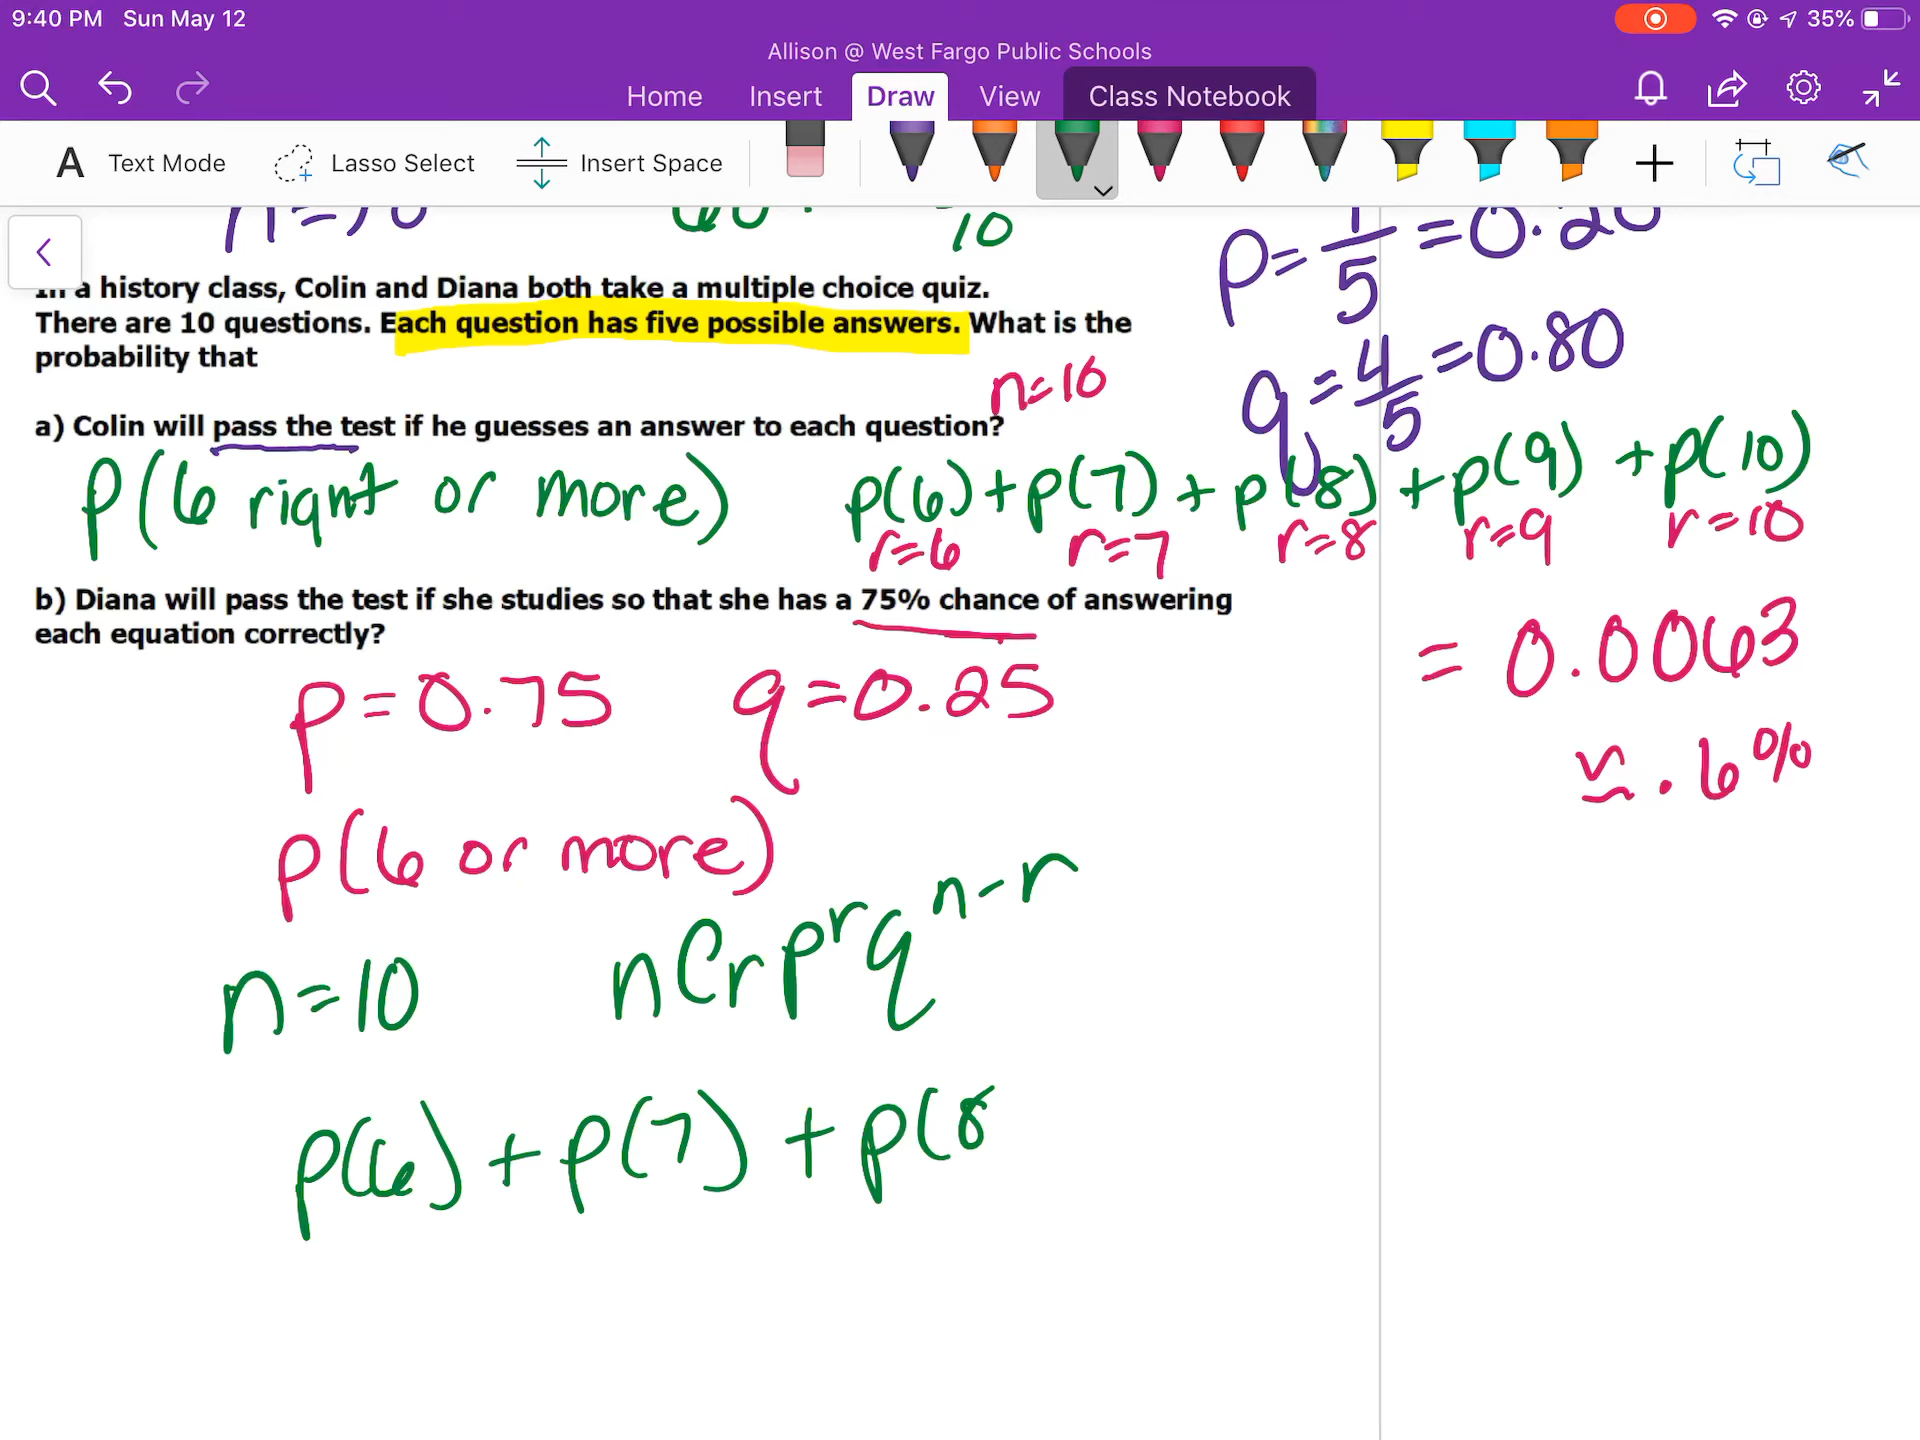 9:40 PM Sun May 12
35%
Allison @ West Fargo Public Schools
Home Insert Draw View Class Notebook
A Text Mode Lasso Select Insert Space
n=10 60% 10
p=1/5=0.20
In a history class, Colin and Diana both take a multiple choice quiz.
There are 10 questions. Each question has five possible answers. What is the
probability that
q=4/5=0.80
n=10
a) Colin will pass the test if he guesses an answer to each question?
P(6 right or more) p(6)+p(7)+p(8)+p(9)+p(10)
r=6 r=7 r=8 r=9 r=10
b) Diana will pass the test if she studies so that she has a 75% chance of answering
each equation correctly?
= 0.0063
p=0.75 q=0.25
≈.6%
p(6 or more)
n=10 nCr p^r q^n-r
p(6)+p(7)+p(8